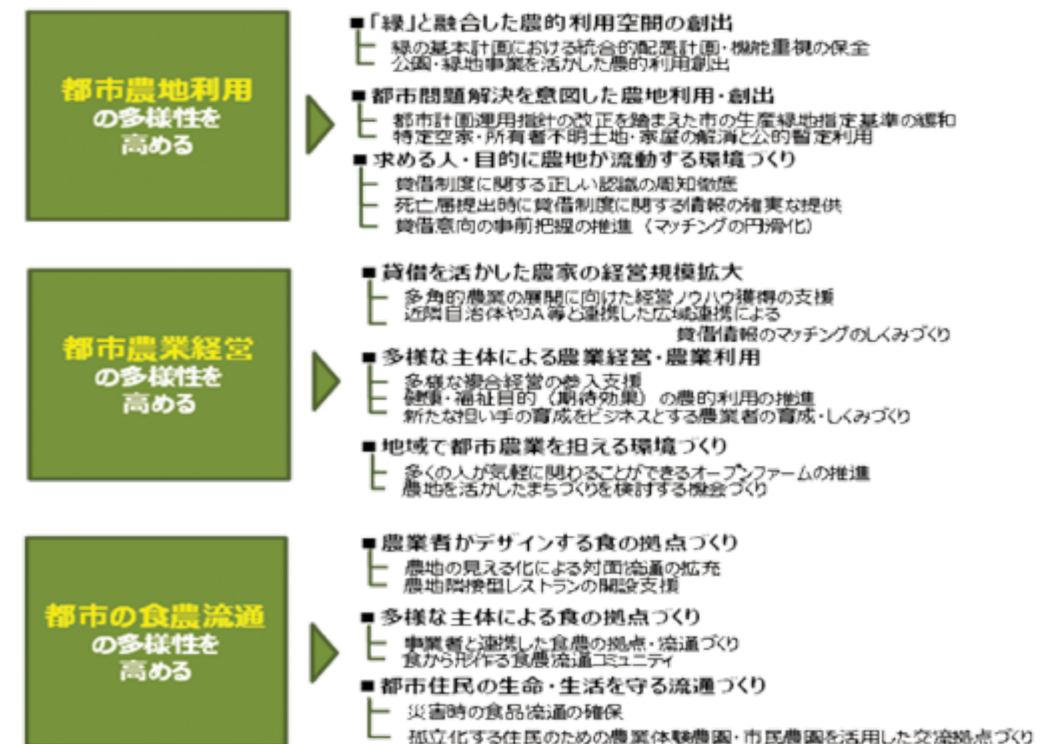 都市農地利用
の多様性を
高める
■「緑」と融合した農的利用空間の創出
緑の基本計画における統合的配置計画・機能重視の保全
公園・緑地事業を活かした農的利用創出
■都市問題解決を意図した農地利用・創出
都市計画運用指針の改正を踏まえた市の生産緑地指定基準の緩和
特定空家・所有者不明土地・家屋の解消と公的暫定利用
■求める人・目的に農地が流動する環境づくり
貸借制度に関する正しい認識の周知徹底
死亡届提出時に貸借制度に関する情報の確実な提供
貸借意向の事前把握の推進（マッチングの円滑化）
都市農業経営
の多様性を
高める
■貸借を活かした農家の経営規模拡大
多角的農業の展開に向けた経営ノウハウ獲得の支援
近隣自治体やJA等と連携した広域連携による
貸借情報のマッチングのしくみづくり
■多様な主体による農業経営・農業利用
多様な複合経営の参入支援
健康・福祉目的（期待効果）の農的利用の推進
新たな担い手の育成をビジネスとする農業者の育成・しくみづくり
■地域で都市農業を担える環境づくり
多くの人が気軽に関わることができるオープンファームの推進
農地を活かしたまちづくりを検討する機会づくり
都市の食農流通
の多様性を
高める
■農業者がデザインする食の拠点づくり
農地の見える化による対面流通の拡充
農地隣接型レストランの開設支援
■多様な主体による食の拠点づくり
事業者と連携した食農の拠点・流通づくり
食から形作る食農流通コミュニティ
■都市住民の生命・生活を守る流通づくり
災害時の食品流通の確保
孤立化する住民のための農業体験農園・市民農園を活用した交流拠点づくり